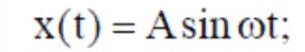 x(t) = A sin ωt;